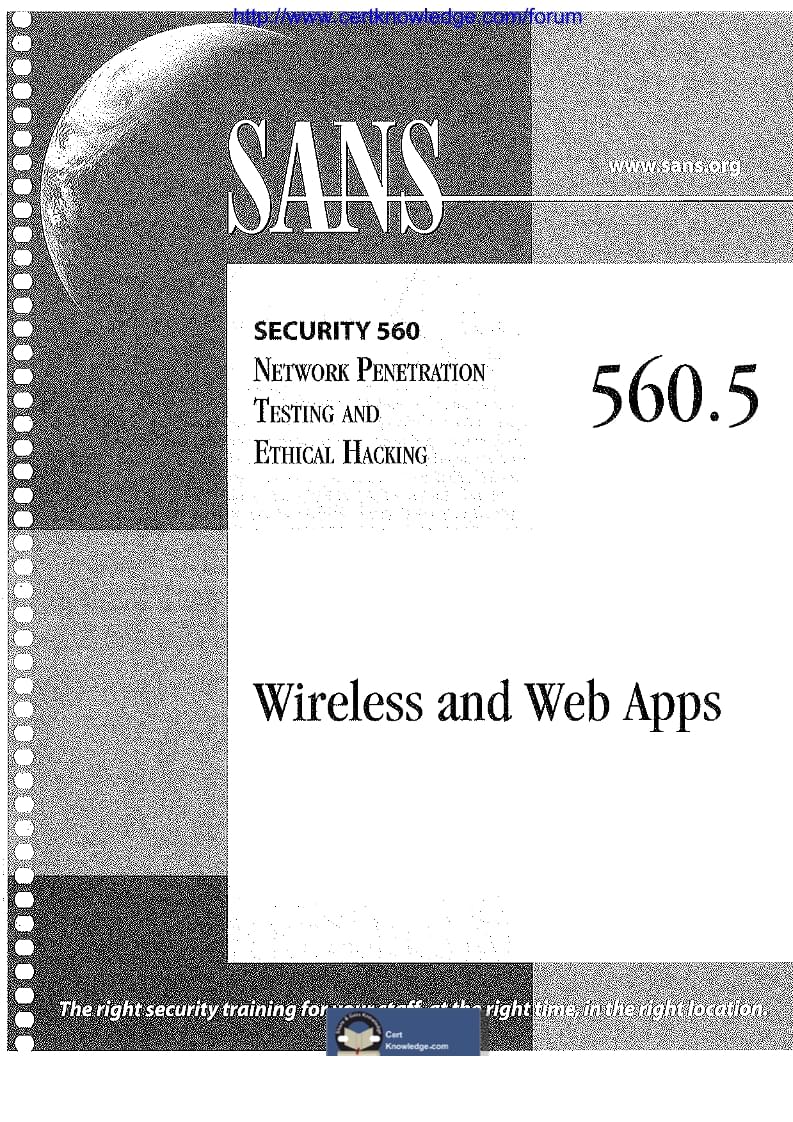 http://www.certknowledge.com/forum
SANS
www.sans.org
SECURITY 560
NETWORK PENETRATION
TESTING AND
ETHICAL HACKING
560.5
Wireless and Web Apps
The right security training for your staff, at the right time, in the right location.
Cert
Knowledge.com